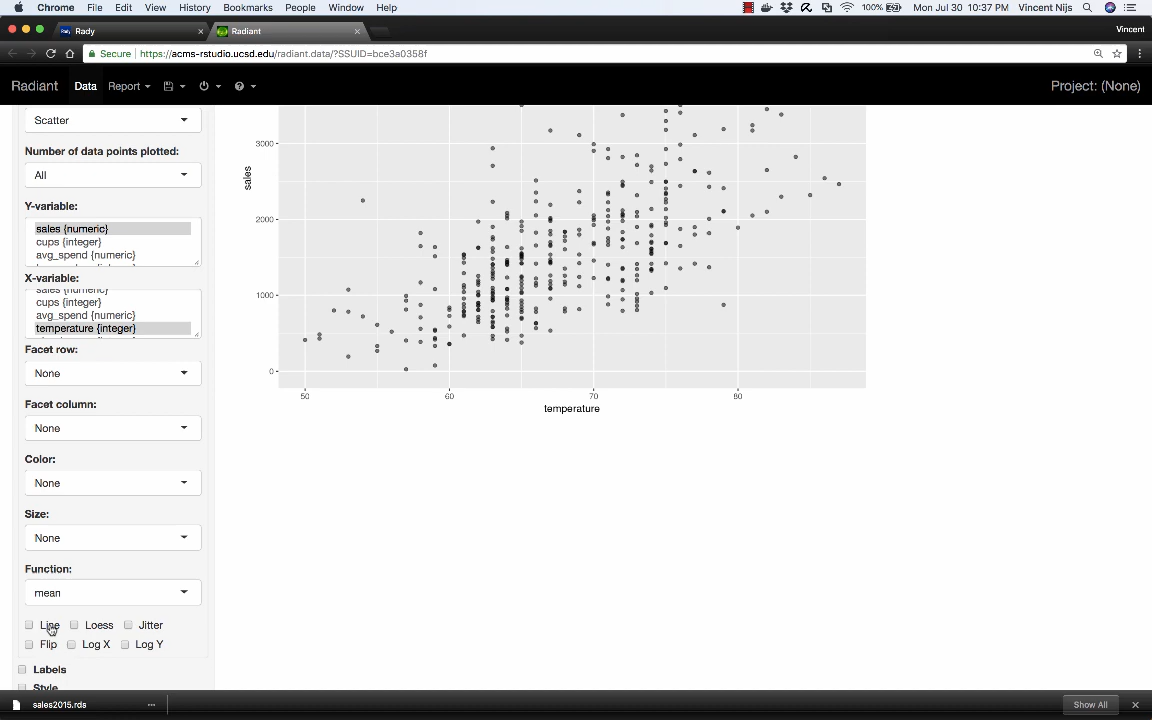 Chrome File Edit View History Bookmarks People Window Help 100% Mon Jul 30 10:37 PM Vincent Nijs
Rady Rady Radiant Vincent
Secure https://acms-rstudio.ucsd.edu/radiant.data/?SSUID=bce3a0358f
Radiant Data Report Project: (None)
Scatter
Number of data points plotted:
All
Y-variable:
sales {numeric}
cups {integer}
avg_spend {numeric}
X-variable:
sales {numeric}
cups {integer}
avg_spend {numeric}
temperature {integer}
Facet row:
None
Facet column:
None
Color:
None
Size:
None
Function:
mean
Line Loess Jitter
Flip Log X Log Y
Labels
Style
sales
3000
2000
1000
0
50 60 70 80
temperature
sales2015.rds Show All